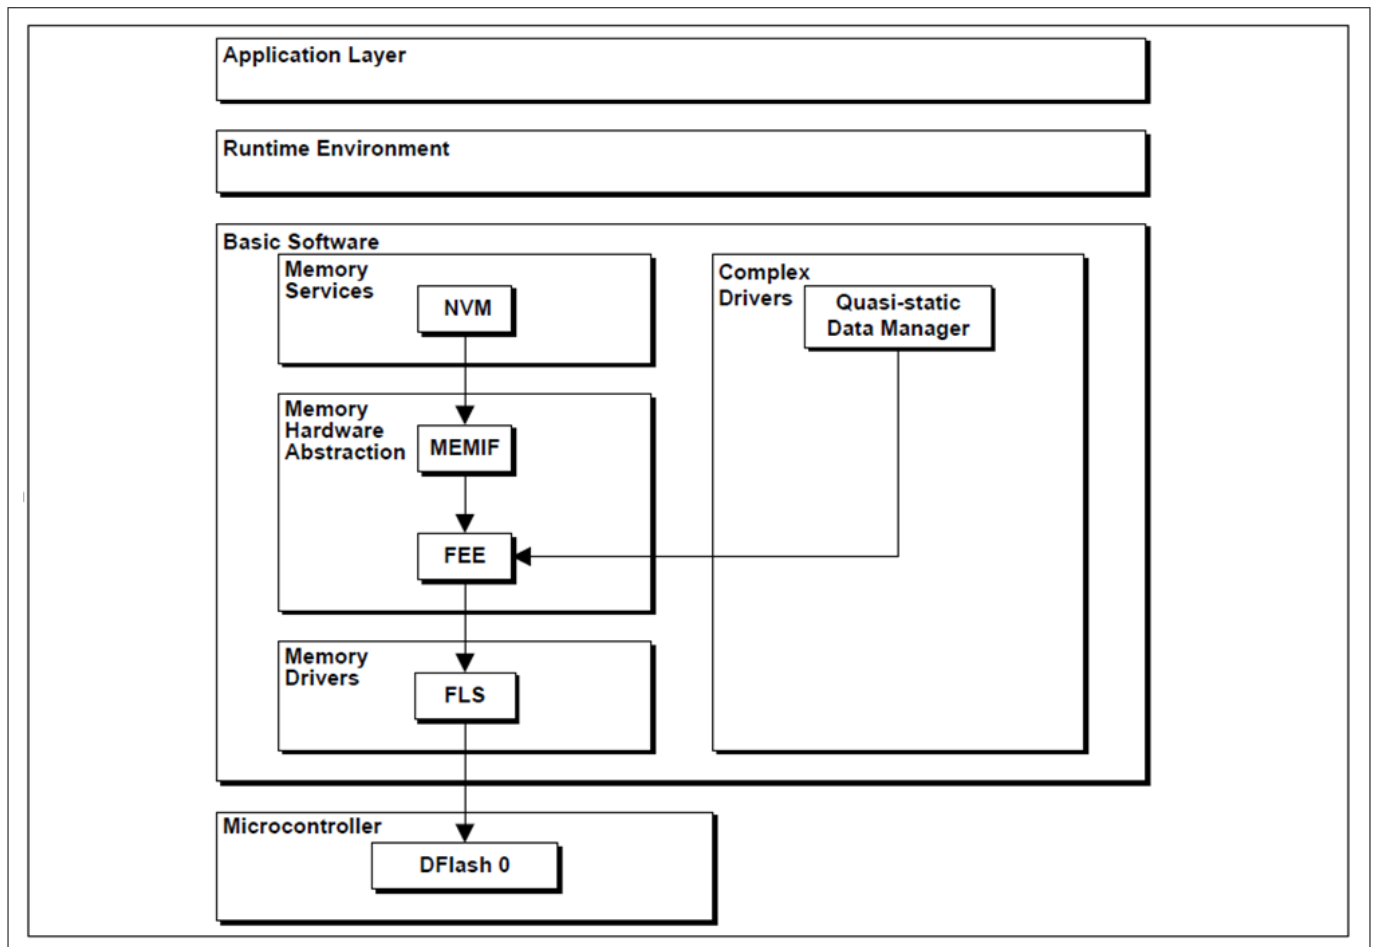 Application Layer
Runtime Environment
Basic Software
Memory
Services
NVM
Complex
Drivers
Quasi-static
Data Manager
Memory
Hardware
Abstraction
MEMIF
FEE
Memory
Drivers
FLS
Microcontroller
DFlash 0